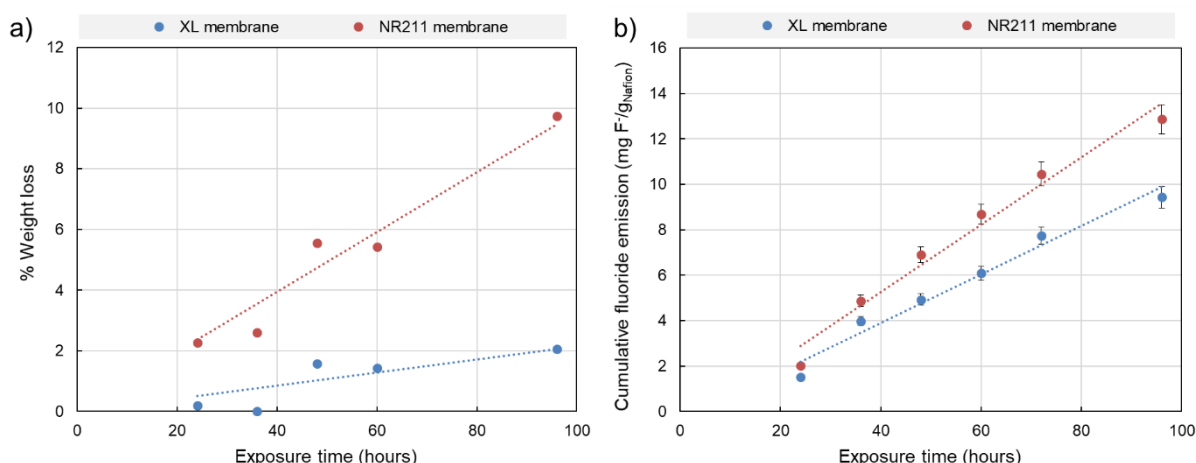 a)
XL membrane NR211 membrane
% Weight loss
12
10
8
6
4
2
0
0 20 40 60 80 100
Exposure time (hours)
b)
XL membrane NR211 membrane
Cumulative fluoride emission (mg F⁻/gNafion)
16
14
12
10
8
6
4
2
0
0 20 40 60 80 100
Exposure time (hours)